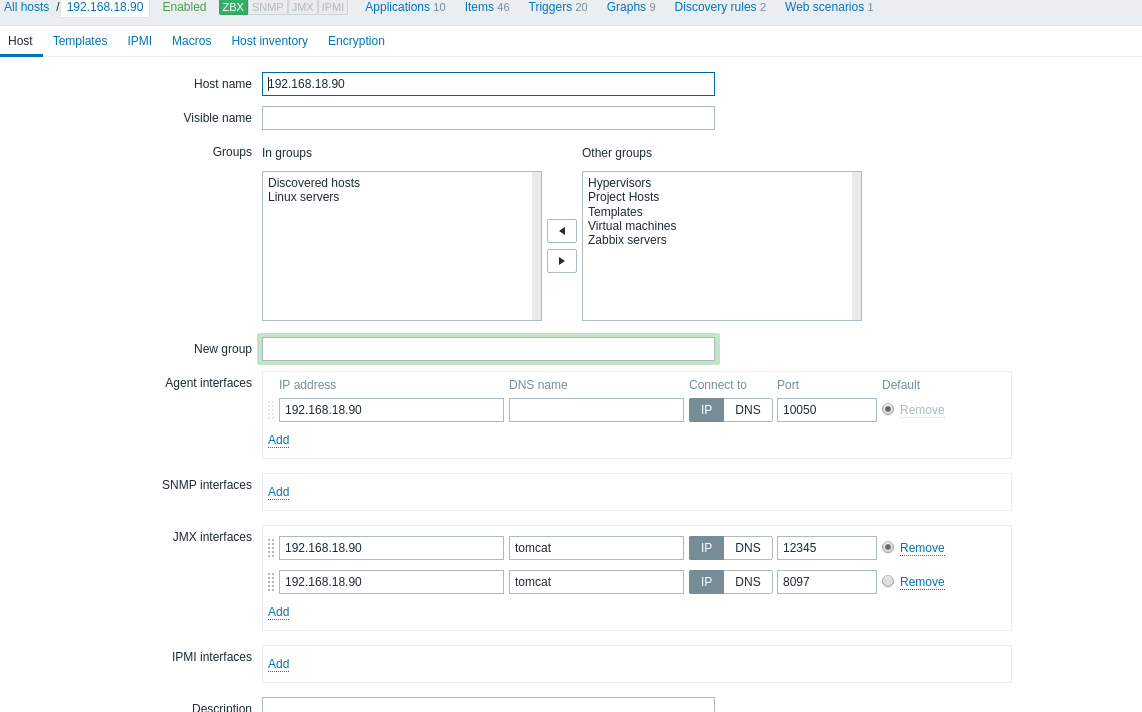 All hosts / 192.168.18.90 Enabled ZBX SNMP JMX IPMI Applications 10 Items 46 Triggers 20 Graphs 9 Discovery rules 2 Web scenarios 1
Host Templates IPMI Macros Host inventory Encryption
Host name 192.168.18.90
Visible name
Groups In groups Other groups
Discovered hosts Hypervisors
Linux servers Project Hosts
Templates
Virtual machines
Zabbix servers
New group
Agent interfaces IP address DNS name Connect to Port Default
192.168.18.90 IP DNS 10050 Remove
Add
SNMP interfaces Add
JMX interfaces 192.168.18.90 tomcat IP DNS 12345 Remove
192.168.18.90 tomcat IP DNS 8097 Remove
Add
IPMI interfaces Add
Description